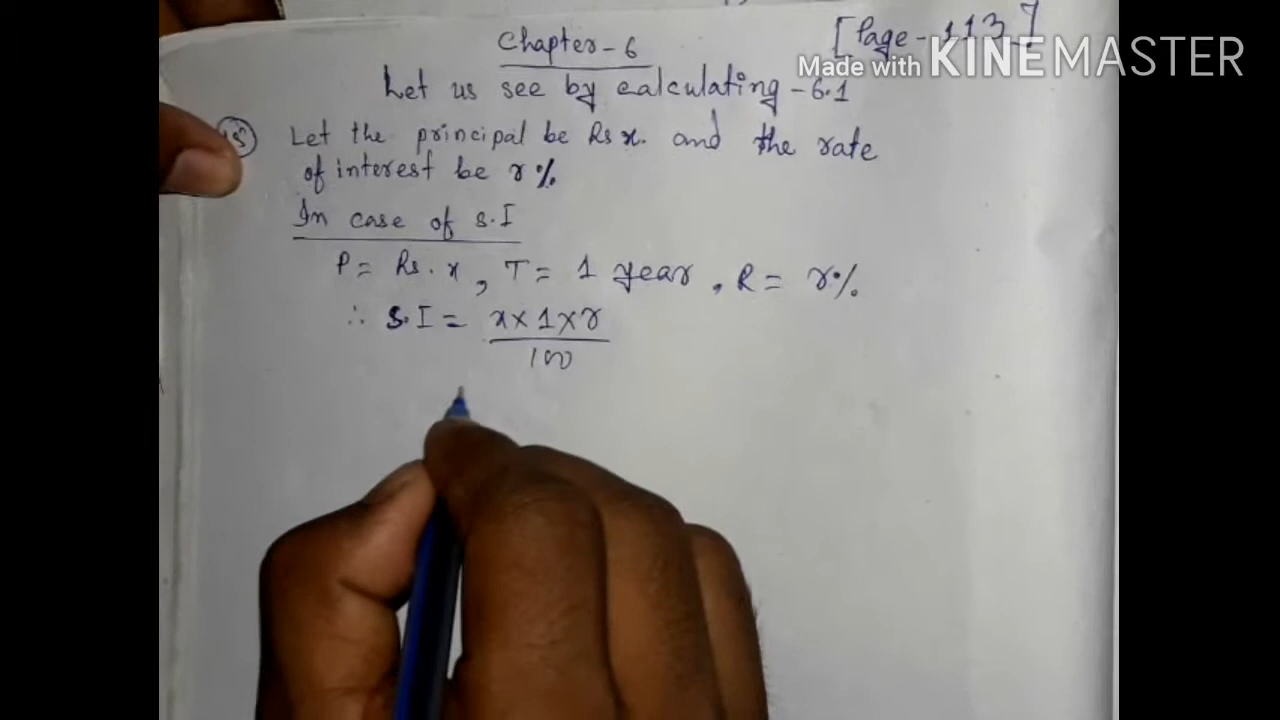 Chapter-6
[Page-113]
Made with KINEMASTER
Let us see by calculating -6.1
Let the principal be Rs x. and the rate
of interest be r%
In case of S.I
P= Rs. x, T= 1 year, R= r%
∴ S.I = x×1×r
100